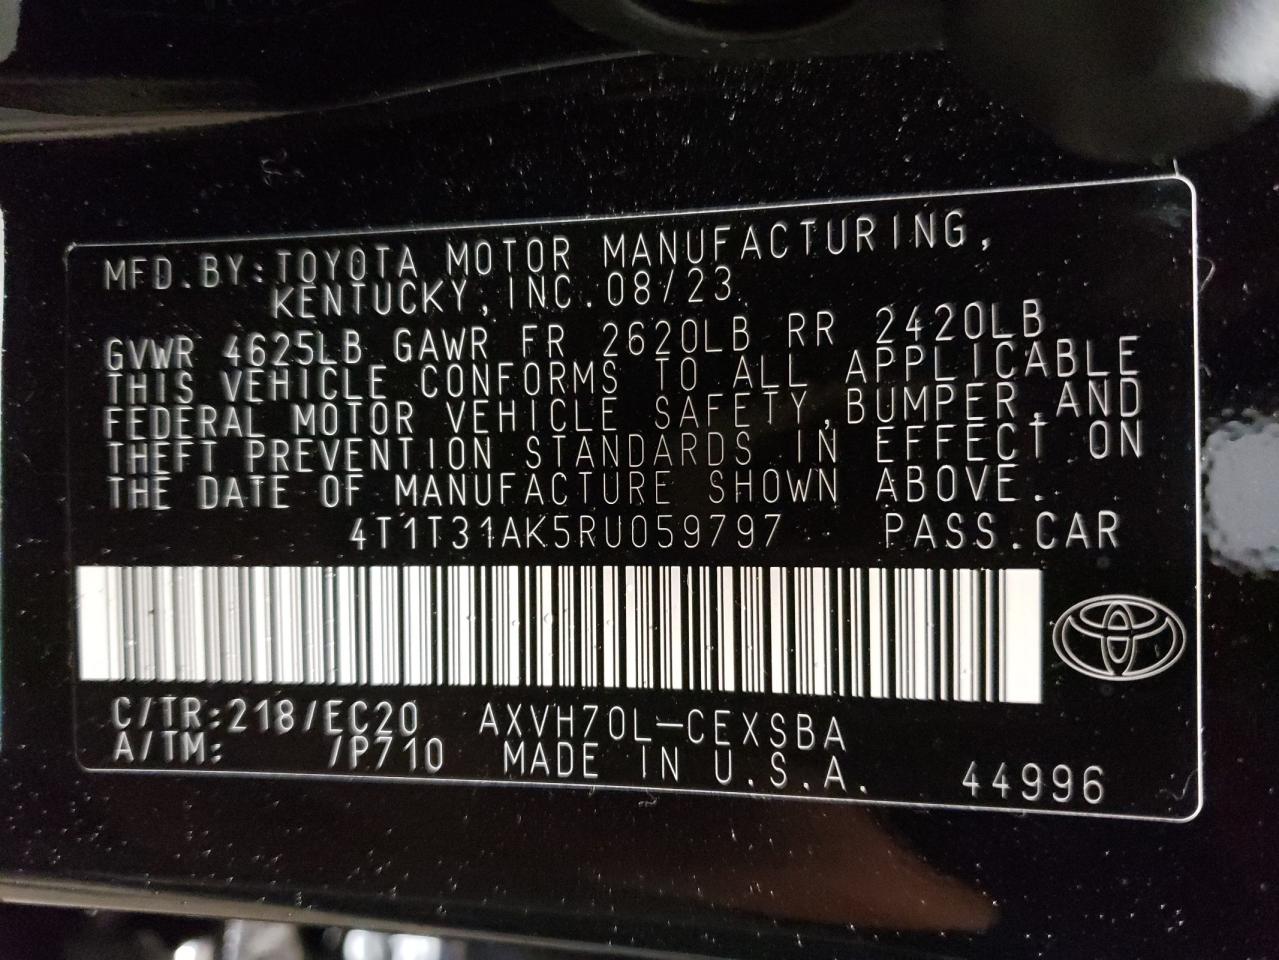 MFD.BY:TOYOTA MOTOR MANUFACTURING,
KENTUCKY,INC.08/23
GVWR 4625LB GAWR FR 2620LB RR 2420LB
THIS VEHICLE CONFORMS TO ALL APPLICABLE
FEDERAL MOTOR VEHICLE SAFETY,BUMPER,AND
THEFT PREVENTION STANDARDS IN EFFECT ON
THE DATE OF MANUFACTURE SHOWN ABOVE.
4T1T31AK5RU059797 PASS.CAR
C/TR:218/EC20 AXVH70L-CEXSBA
A/TM: /P710 MADE IN U.S.A. 44996